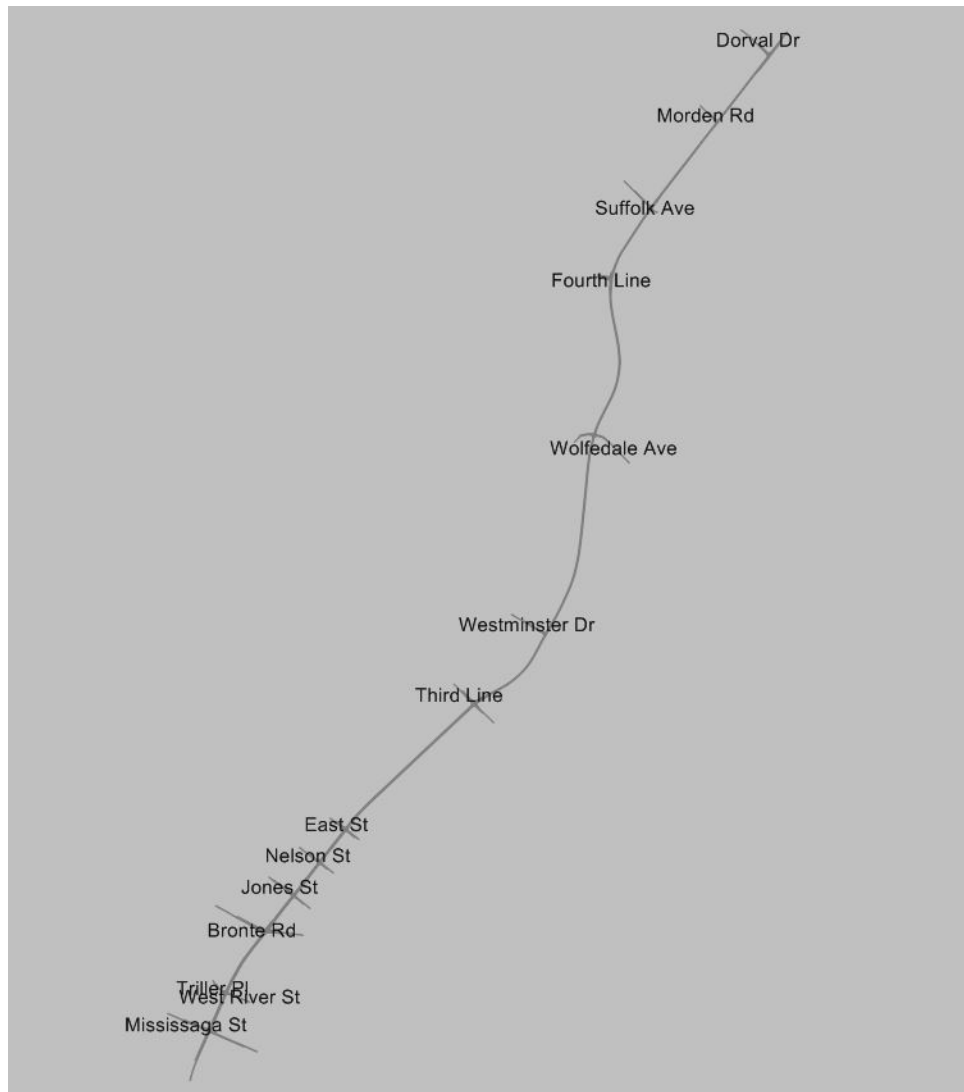 Dorval Dr
Morden Rd
Suffolk Ave
Fourth Line
Wolfedale Ave
Westminster Dr
Third Line
East St
Nelson St
Jones St
Bronte Rd
Triller Pl
West River St
Mississaga St